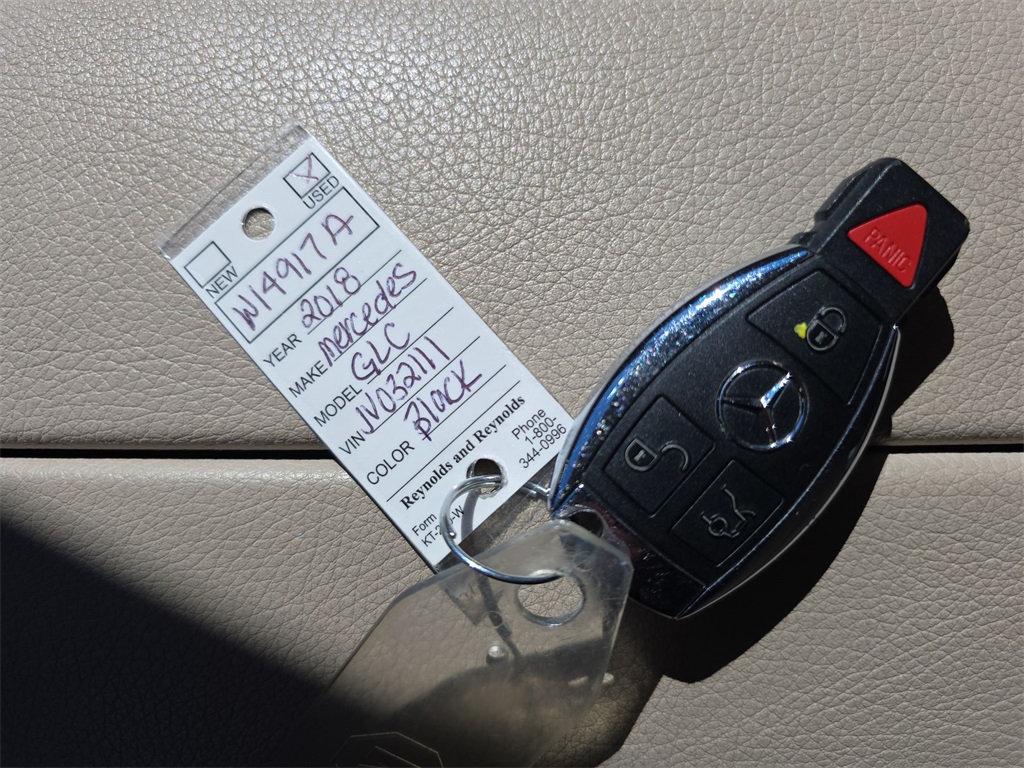 USED
NEW
W14917A
YEAR 2018
MAKE Mercedes
MODEL GLC
VIN JV032111
COLOR Black
Reynolds and Reynolds
Form
Phone
1-800-
344-0996
PANIC